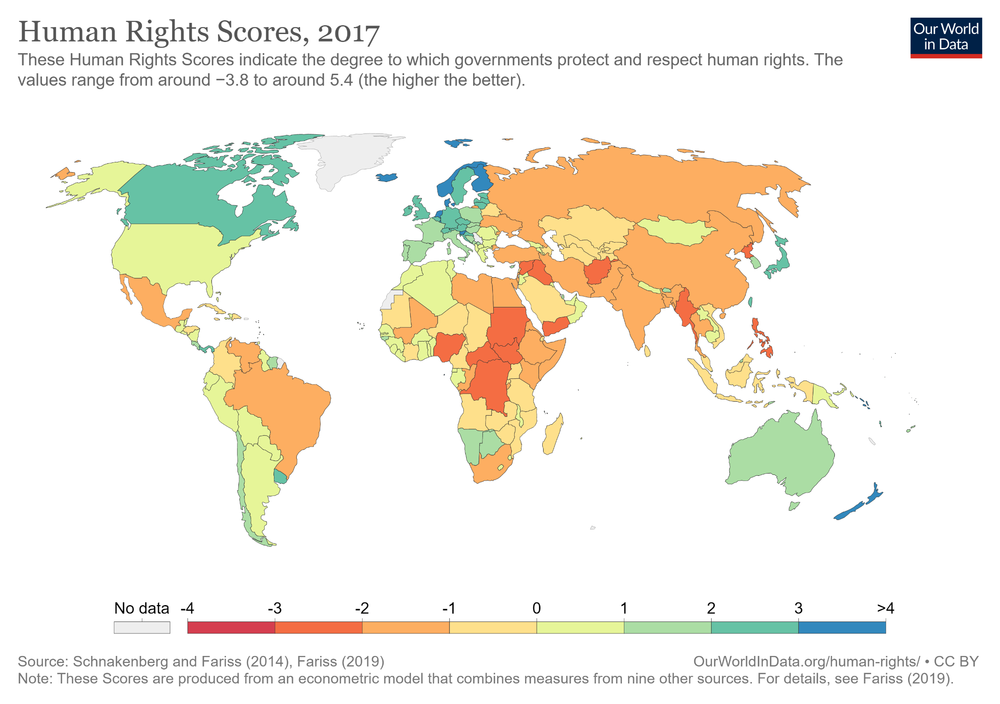 Human Rights Scores, 2017
Our World
in Data
These Human Rights Scores indicate the degree to which governments protect and respect human rights. The
values range from around −3.8 to around 5.4 (the higher the better).
No data -4 -3 -2 -1 0 1 2 3 >4
Source: Schnakenberg and Fariss (2014), Fariss (2019)
OurWorldInData.org/human-rights/ • CC BY
Note: These Scores are produced from an econometric model that combines measures from nine other sources. For details, see Fariss (2019).